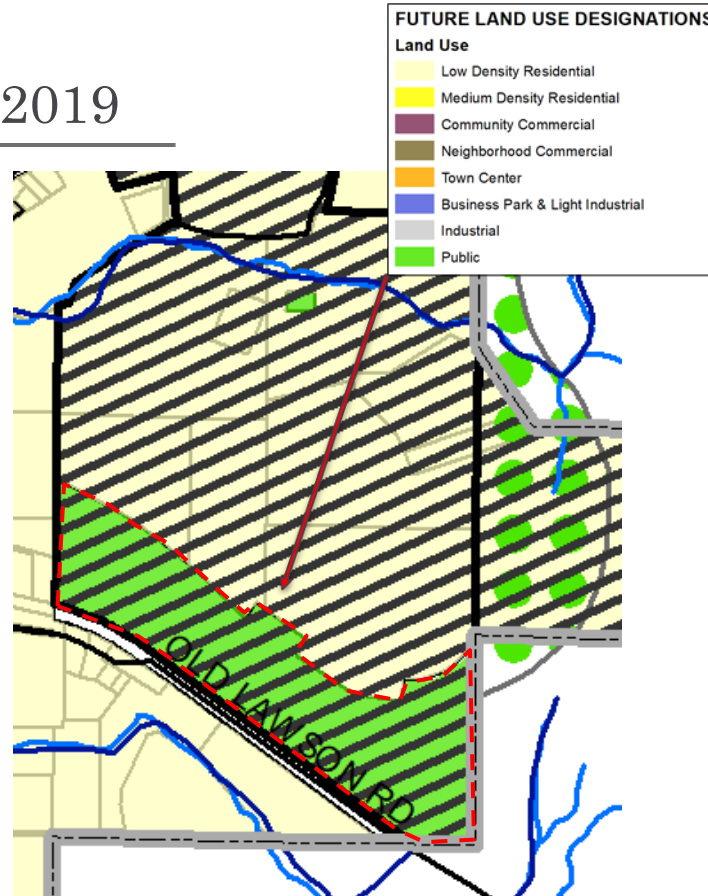 FUTURE LAND USE DESIGNATIONS
Land Use
Low Density Residential
Medium Density Residential
Community Commercial
Neighborhood Commercial
Town Center
Business Park & Light Industrial
Industrial
Public
2019
OLD LAWSON RD